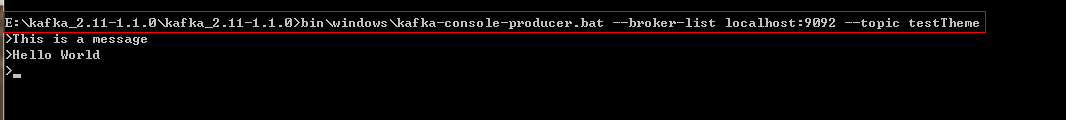 E:\kafka_2.11-1.1.0\kafka_2.11-1.1.0>bin\windows\kafka-console-producer.bat --broker-list localhost:9092 --topic testTheme
>This is a message
>Hello World
>_